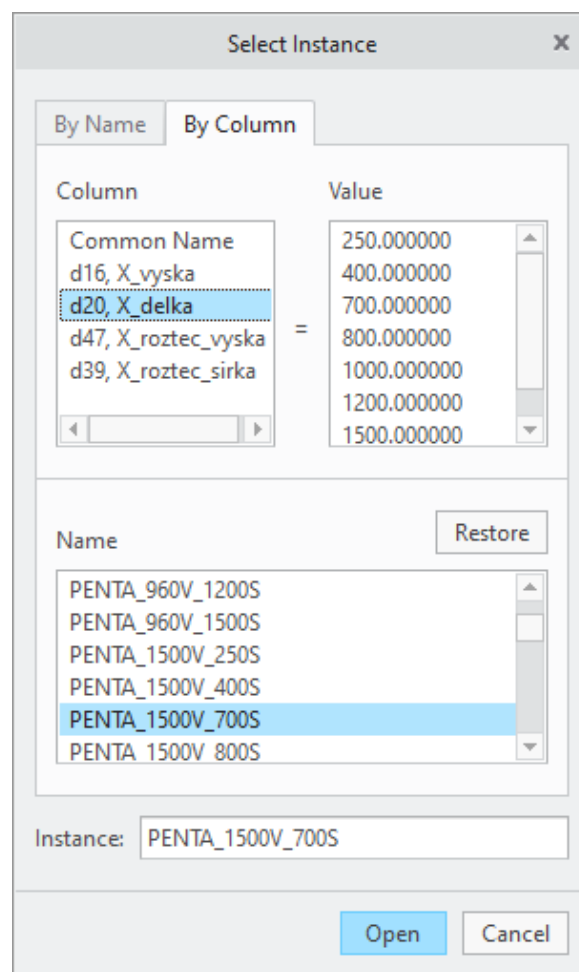 Select Instance
By Name
By Column
Column
Value
Common Name
d16, X_vyska
d20, X_delka
d47, X_roztec_vyska
d39, X_roztec_sirka
=
250.000000
400.000000
700.000000
800.000000
1000.000000
1200.000000
1500.000000
Name
Restore
PENTA_960V_1200S
PENTA_960V_1500S
PENTA_1500V_250S
PENTA_1500V_400S
PENTA_1500V_700S
PENTA_1500V_800S
Instance: PENTA_1500V_700S
Open
Cancel